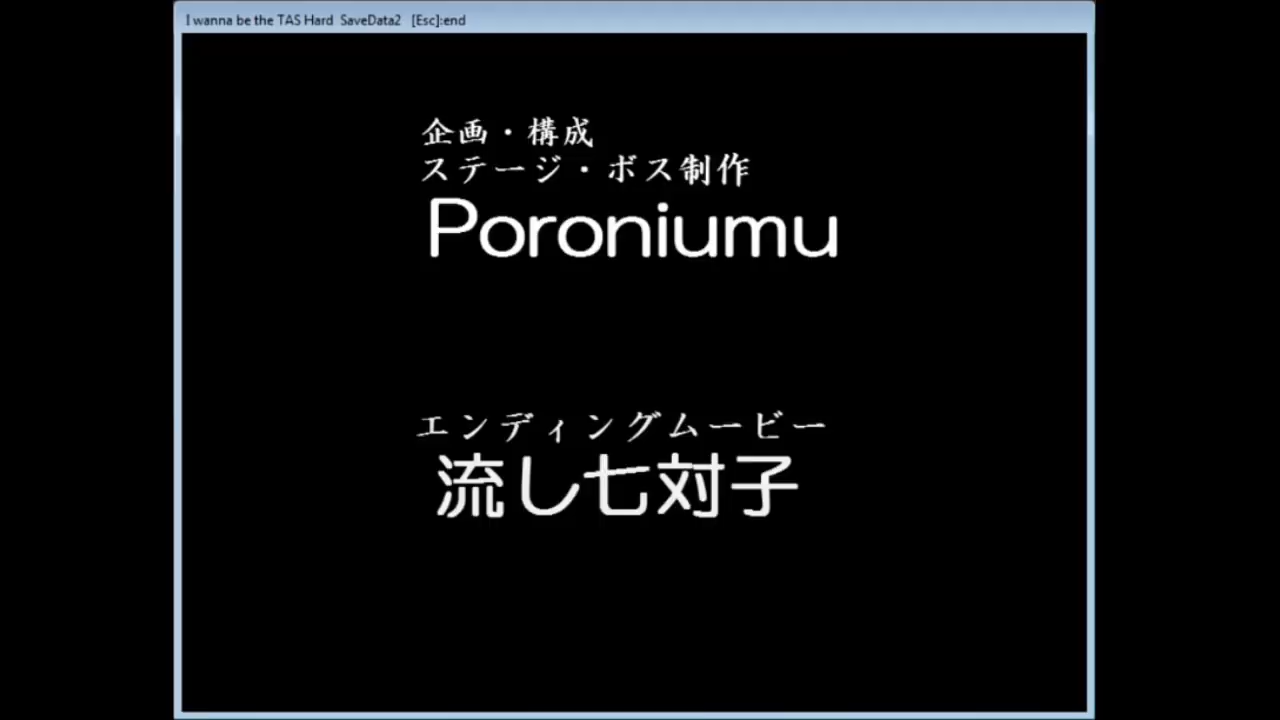 I wanna be the TAS Hard  SaveData2   [Esc]:end
企画・構成
ステージ・ボス制作
Poroniumu
エンディングムービー
流し七対子